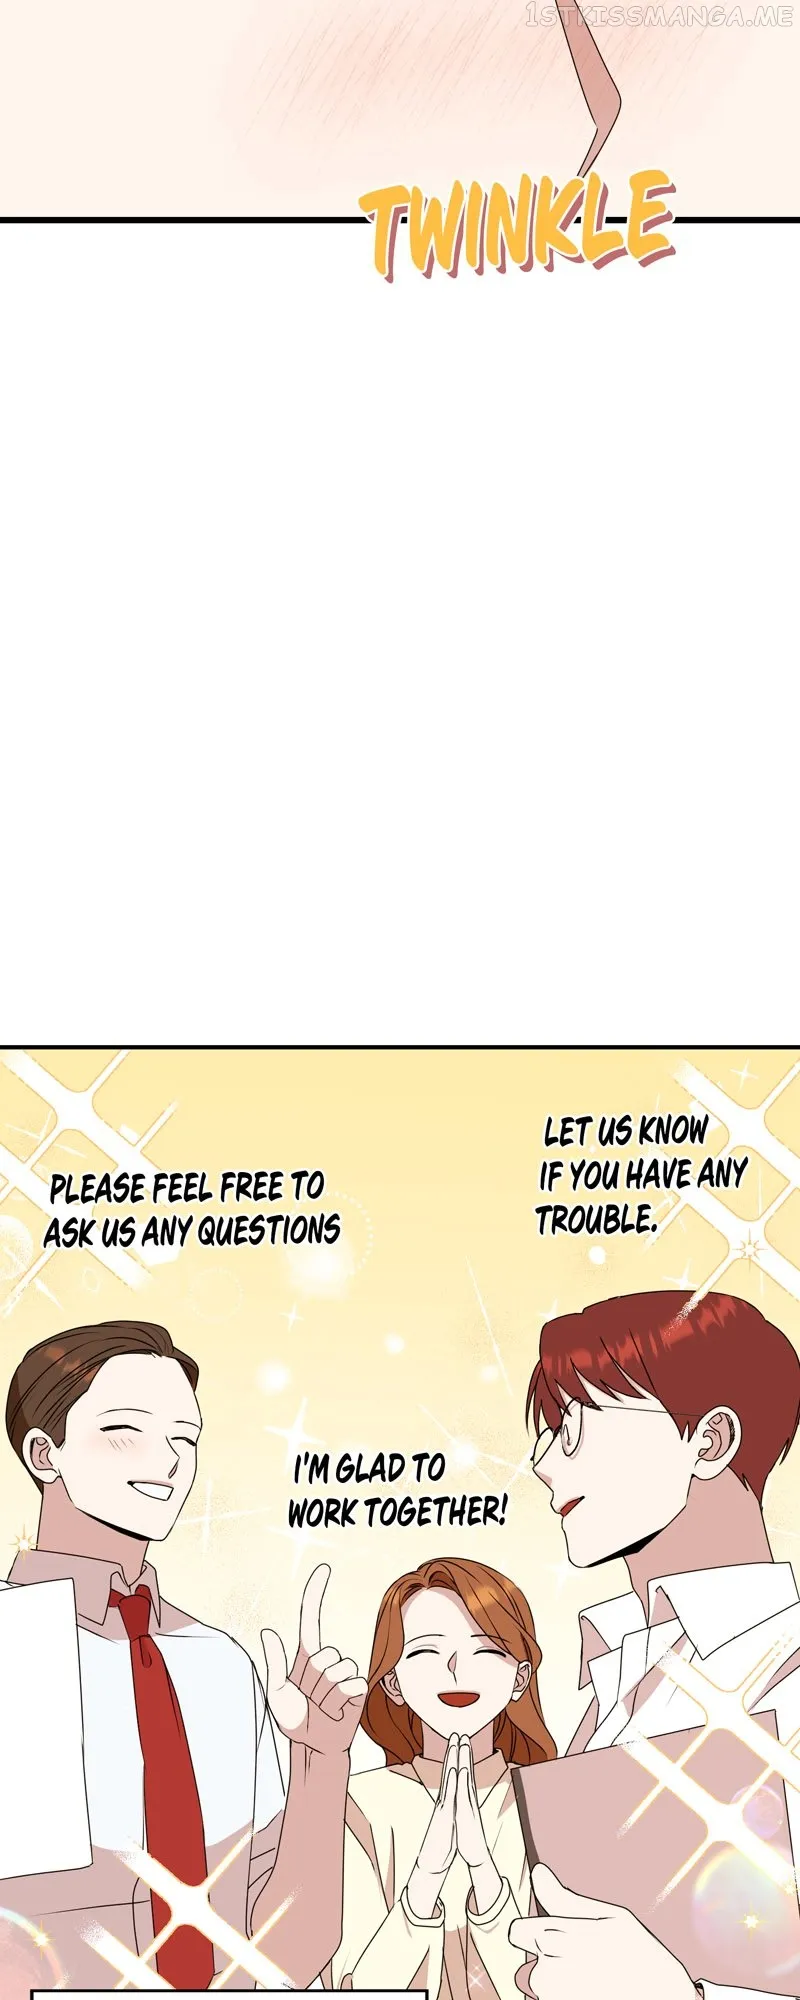 1STKISSMANGA.ME
TWINKLE
LET US KNOW
IF YOU HAVE ANY
TROUBLE.
PLEASE FEEL FREE TO
ASK US ANY QUESTIONS
I'M GLAD TO
WORK TOGETHER!